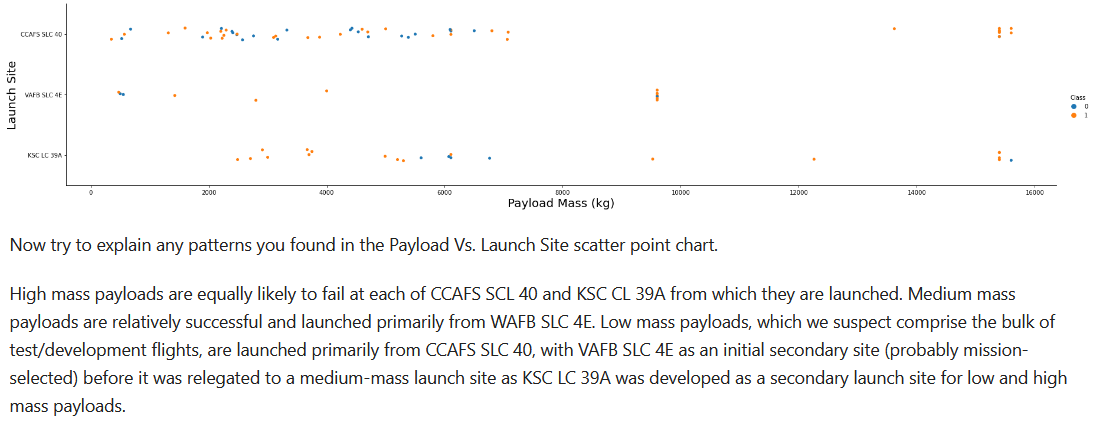 CCAFS SLC 40
VAFB SLC 4E
KSC LC 39A
Launch Site
Class
0
1
0 2000 4000 6000 8000 10000 12000 14000 16000
Payload Mass (kg)
Now try to explain any patterns you found in the Payload Vs. Launch Site scatter point chart.
High mass payloads are equally likely to fail at each of CCAFS SCL 40 and KSC CL 39A from which they are launched. Medium mass
payloads are relatively successful and launched primarily from WAFB SLC 4E. Low mass payloads, which we suspect comprise the bulk of
test/development flights, are launched primarily from CCAFS SLC 40, with VAFB SLC 4E as an initial secondary site (probably mission-
selected) before it was relegated to a medium-mass launch site as KSC LC 39A was developed as a secondary launch site for low and high
mass payloads.